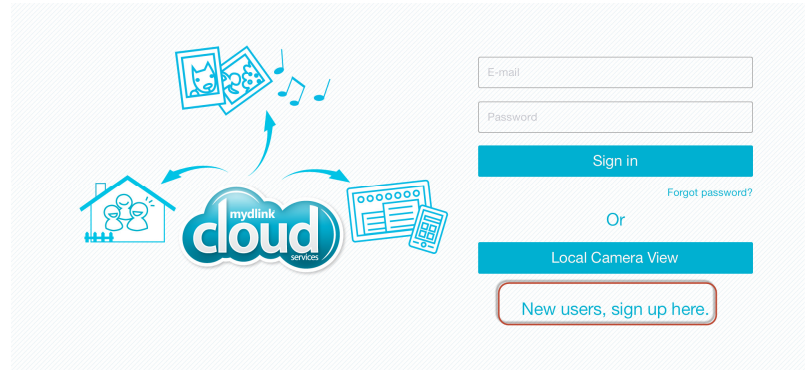 mydlink
cloud
services
E-mail
Password
Sign in
Forgot password?
Or
Local Camera View
New users, sign up here.